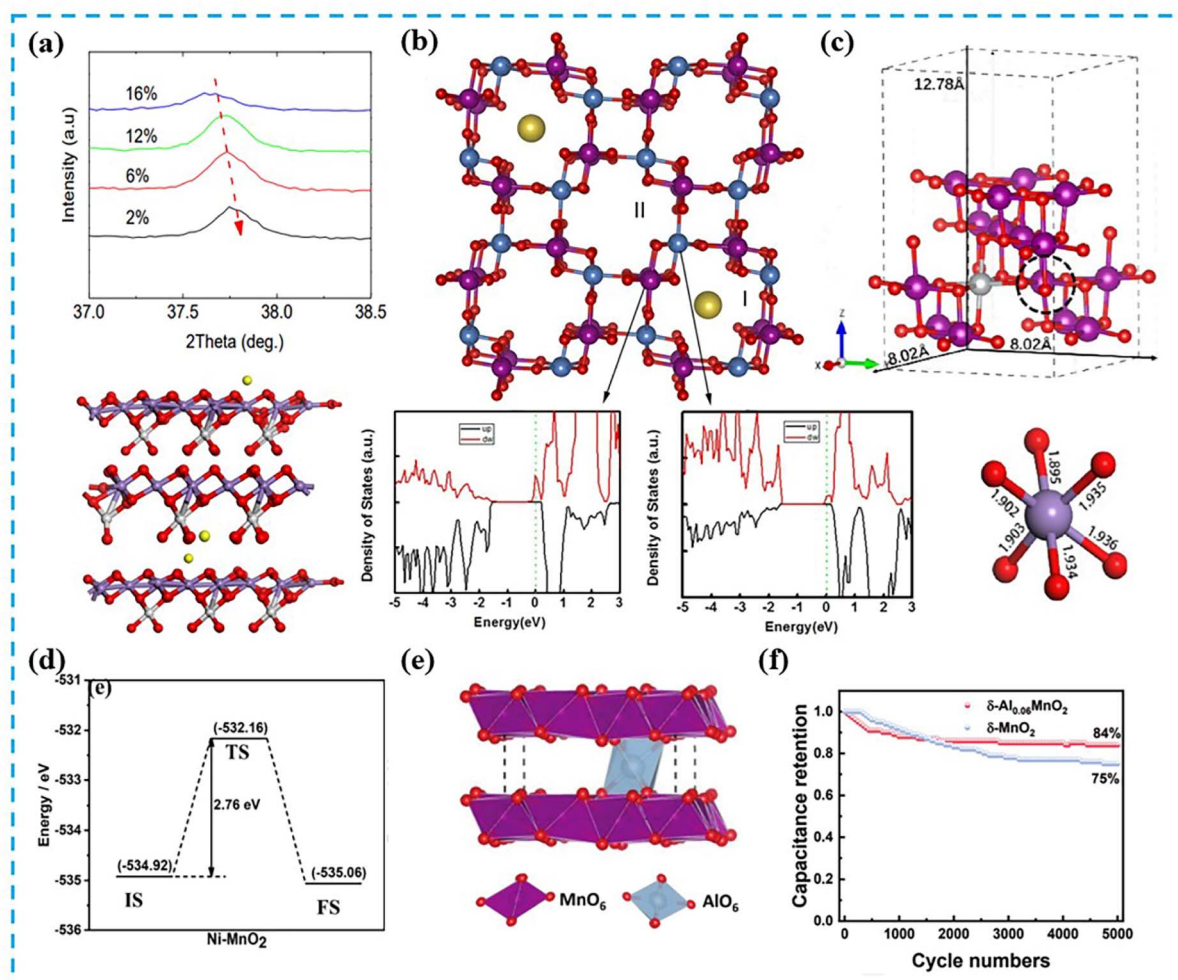 (a)
Intensity (a.u)
16%
12%
6%
2%
37.0 37.5 38.0 38.5
2Theta (deg.)
(b)
II
I
Density of States (a.u.)
up
dw
-5 -4 -3 -2 -1 0 1 2 3
Energy(eV)
Density of States (a.u.)
up
dw
-5 -4 -3 -2 -1 0 1 2 3
Energy(eV)
(c)
12.78Å
8.02Å
8.02Å
Z
X
1.895
1.935
1.902
1.903
1.936
1.934
(d)
(e)
Energy / eV
-531
-532
-533
-534
-535
-536
(-532.16)
TS
2.76 eV
(-534.92)
IS
(-535.06)
FS
Ni-MnO2
(e)
MnO6
AlO6
(f)
Capacitance retention
1.0
0.8
0.6
0.4
0.2
0.0
δ-Al0.06MnO2
δ-MnO2
84%
75%
0 1000 2000 3000 4000 5000
Cycle numbers